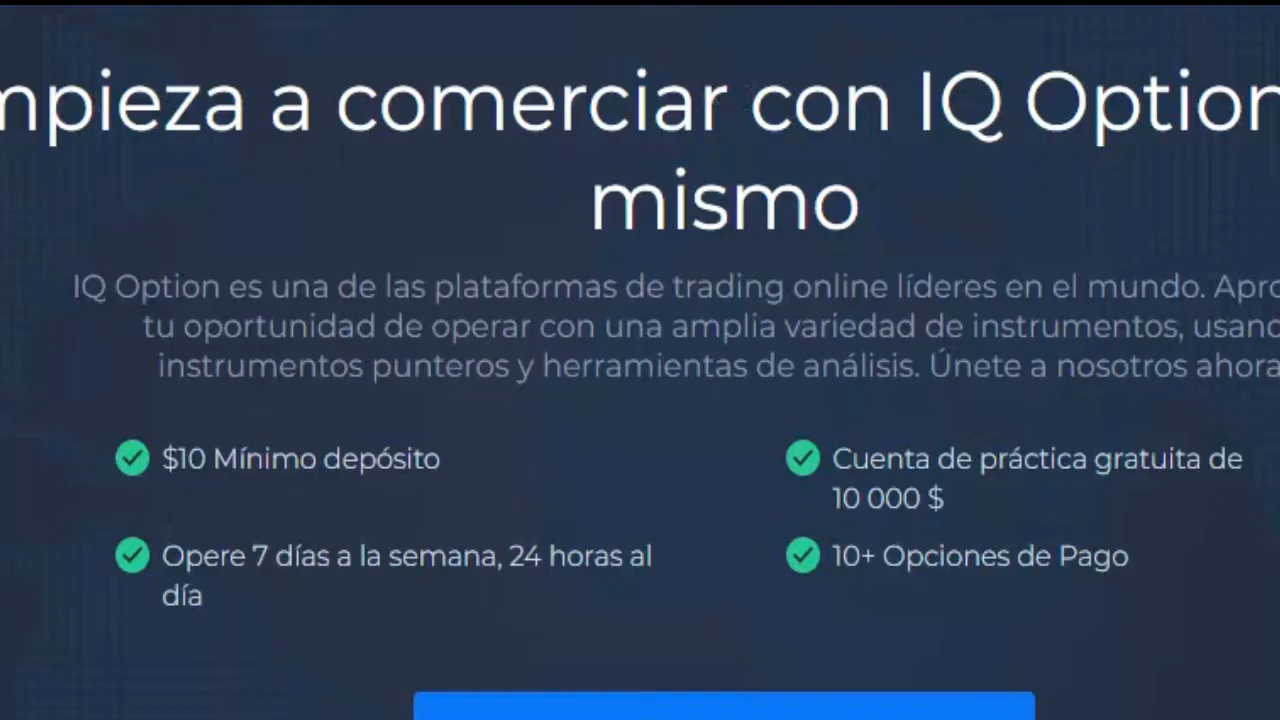 mpieza a comerciar con IQ Option
mismo
IQ Option es una de las plataformas de trading online líderes en el mundo. Apro
tu oportunidad de operar con una amplia variedad de instrumentos, usand
instrumentos punteros y herramientas de análisis. Únete a nosotros ahora
$10 Mínimo depósito
Cuenta de práctica gratuita de
10 000 $
Opere 7 días a la semana, 24 horas al
día
10+ Opciones de Pago